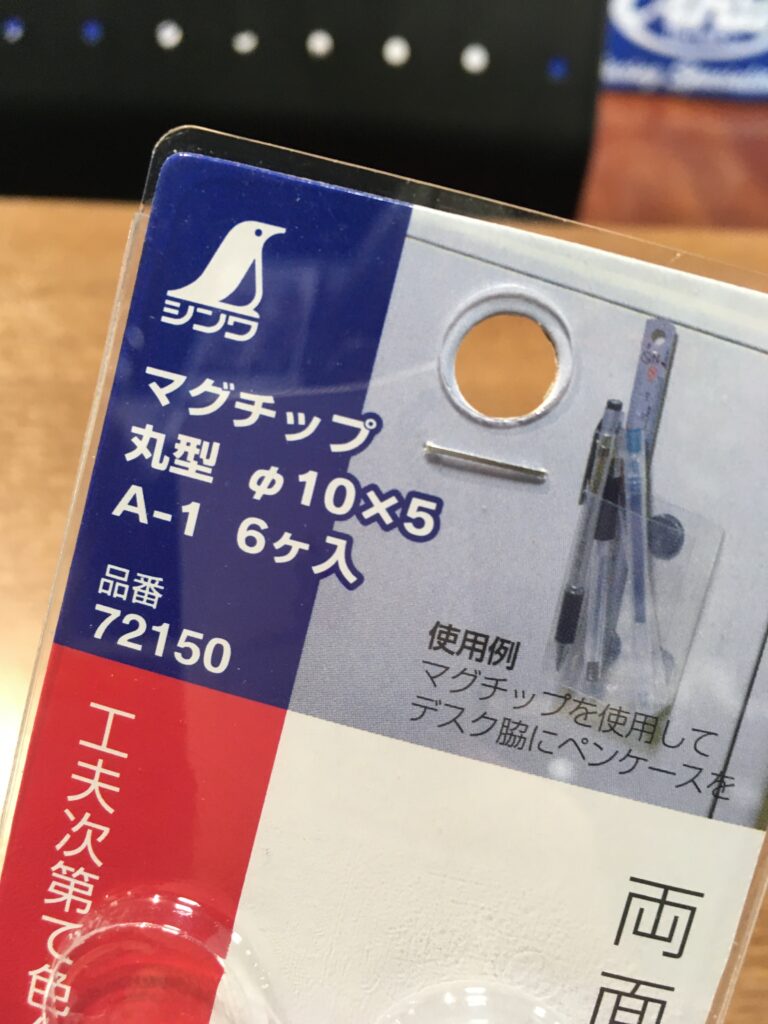 シンワ
マグチップ
丸型 φ10×5
A-1 6ヶ入
品番
72150
使用例
マグチップを使用して
デスク脇にペンケースを
工夫次第で色
両面